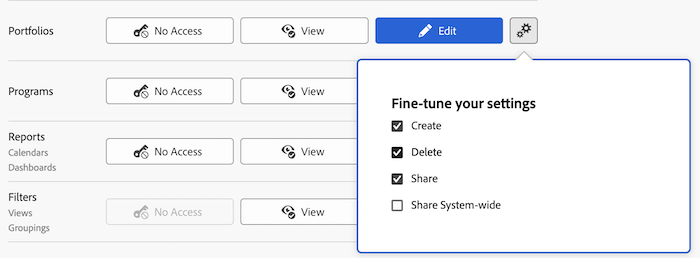 Portfolios No Access View Edit
Fine-tune your settings
Create
Delete
Share
Share System-wide
Programs No Access View
Reports No Access View
Calendars
Dashboards
Filters No Access View
Views
Groupings